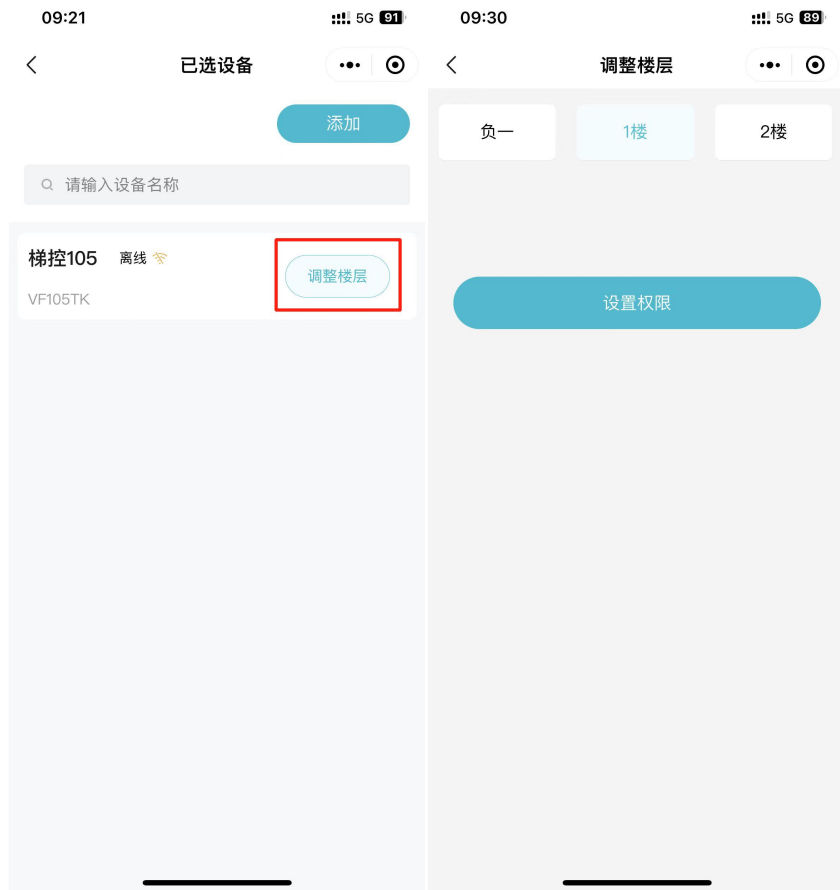 09:21
5G 91
已选设备
添加
请输入设备名称
梯控105 离线
调整楼层
VF105TK
09:30
5G 89
调整楼层
负一 1楼 2楼
设置权限